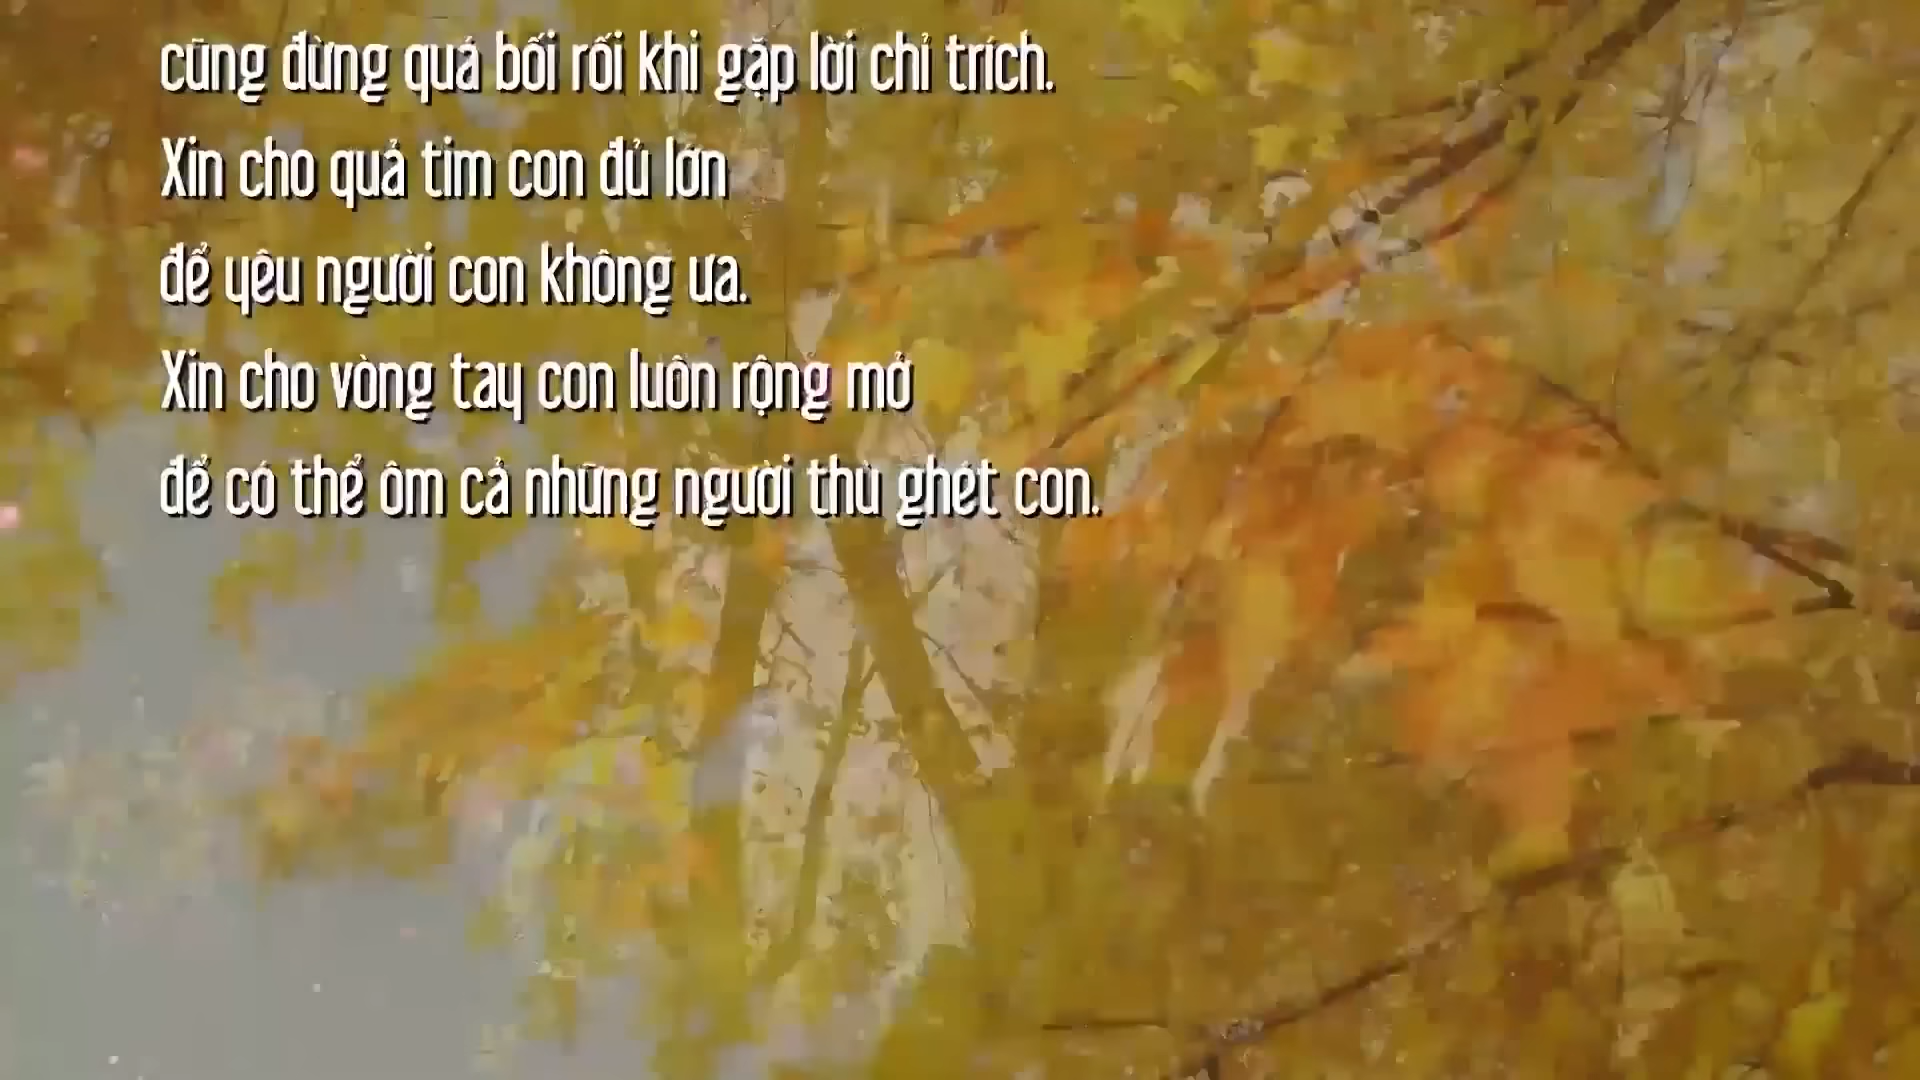 cũng đừng quá bối rối khi gặp lời chỉ trích.
Xin cho quả tim con đủ lớn
để yêu người con không ưa.
Xin cho vòng tay con luôn rộng mở
để có thể ôm cả những người thù ghét con.